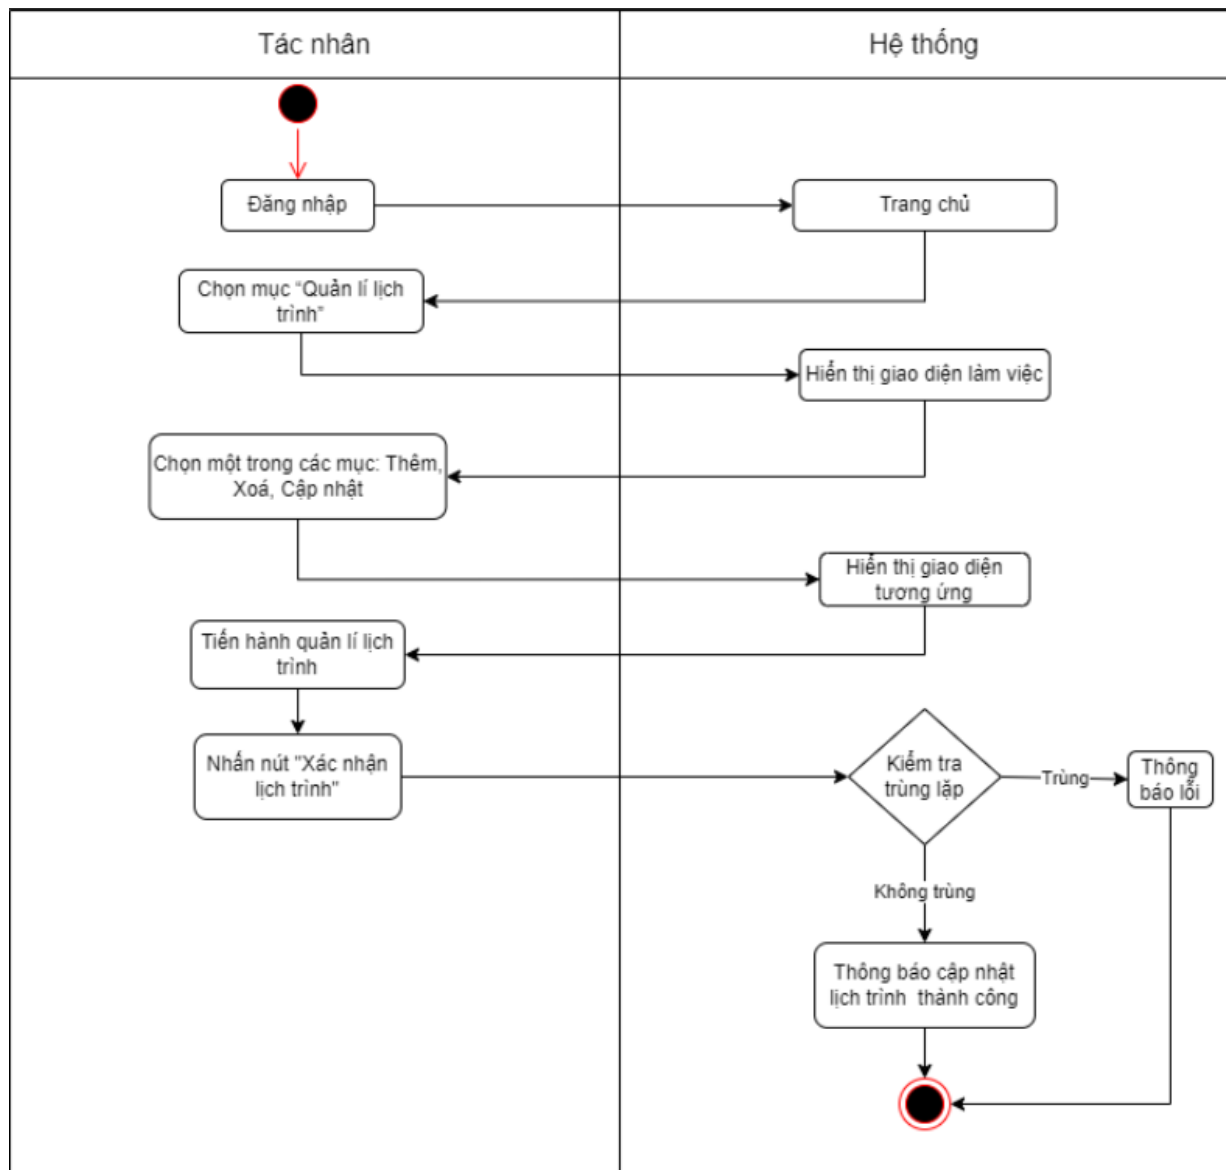 Tác nhân
Hệ thống
Đăng nhập
Trang chủ
Chọn mục “Quản lí lịch
trình”
Hiển thị giao diện làm việc
Chọn một trong các mục: Thêm,
Xoá, Cập nhật
Hiển thị giao diện
tương ứng
Tiến hành quản lí lịch
trình
Nhấn nút "Xác nhận
lịch trình"
Kiểm tra
trùng lặp
Trùng
Thông
báo lỗi
Không trùng
Thông báo cập nhật
lịch trình thành công